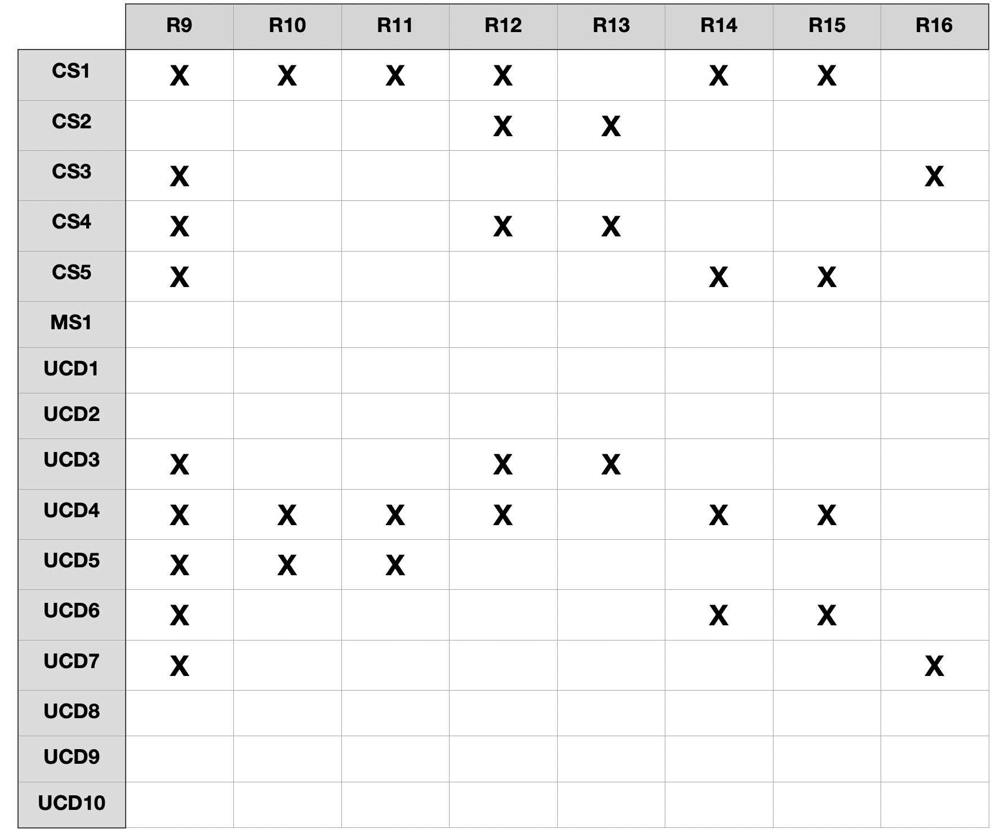 R9 R10 R11 R12 R13 R14 R15 R16
CS1 X X X X X X
CS2 X X
CS3 X X
CS4 X X X
CS5 X X X
MS1
UCD1
UCD2
UCD3 X X X
UCD4 X X X X X X
UCD5 X X X
UCD6 X X X
UCD7 X X
UCD8
UCD9
UCD10